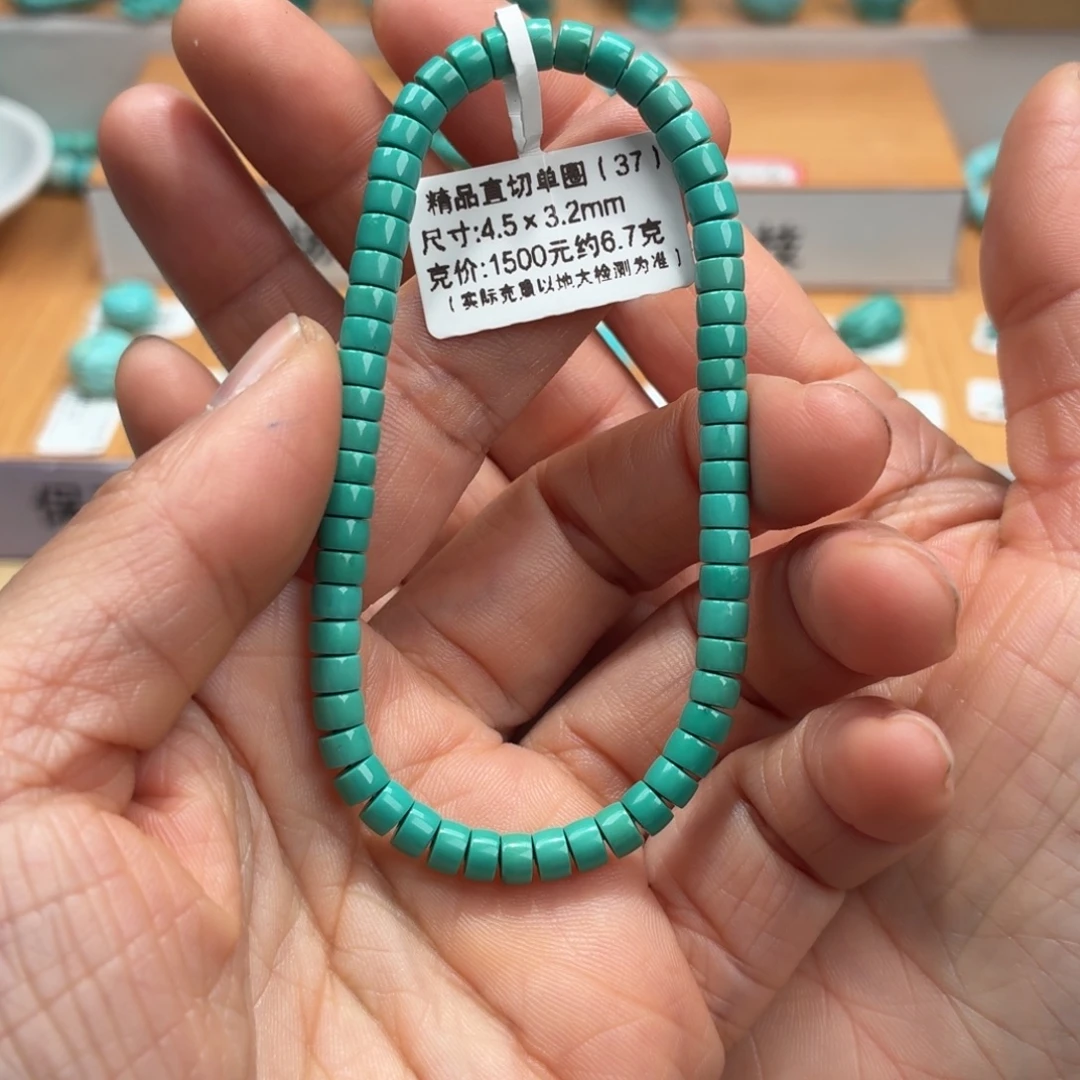 精品直切单圈（37）
尺寸:4.5×3.2mm
克价:1500元约6.7克
（实际克重以地大检测为准）
保